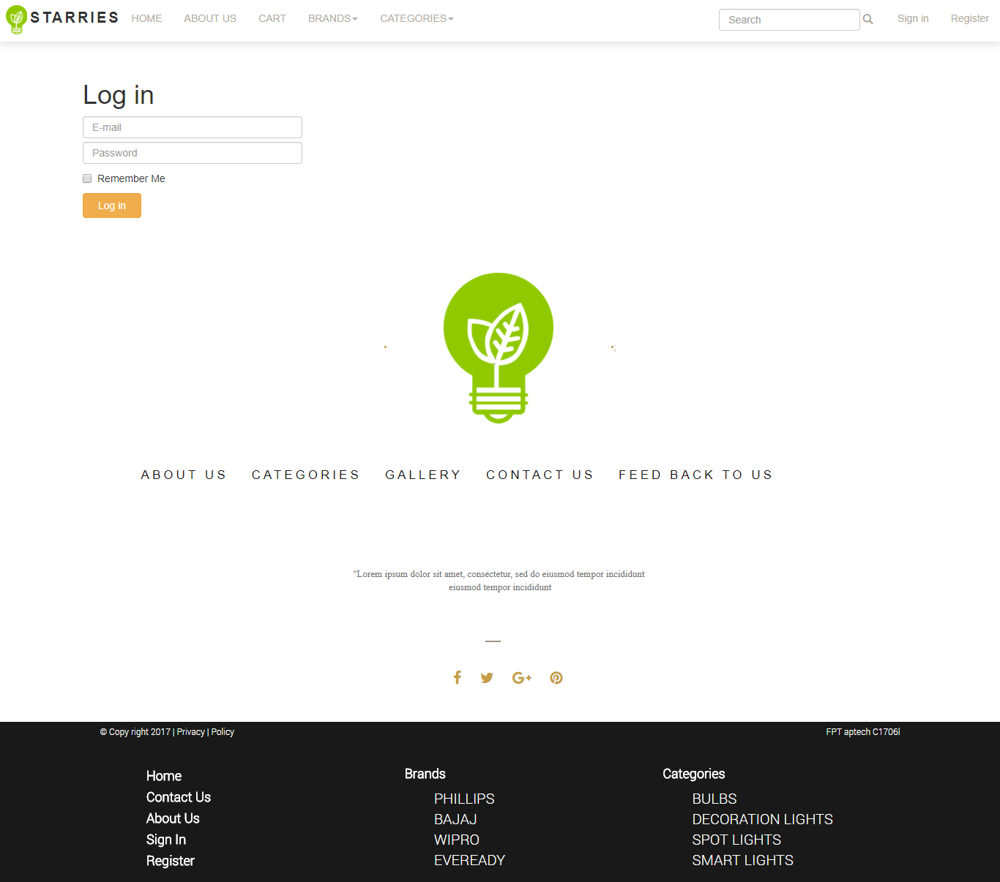 STARRIES HOME ABOUT US CART BRANDS CATEGORIES Search Sign in Register
Log in
E-mail
Password
Remember Me
Log in
ABOUT US CATEGORIES GALLERY CONTACT US FEED BACK TO US
"Lorem ipsum dolor sit amet, consectetur, sed do eiusmod tempor incididunt
eiusmod tempor incididunt
© Copy right 2017 | Privacy | Policy
FPT aptech C1706l
Home
Contact Us
About Us
Sign In
Register
Brands
PHILLIPS
BAJAJ
WIPRO
EVEREADY
Categories
BULBS
DECORATION LIGHTS
SPOT LIGHTS
SMART LIGHTS